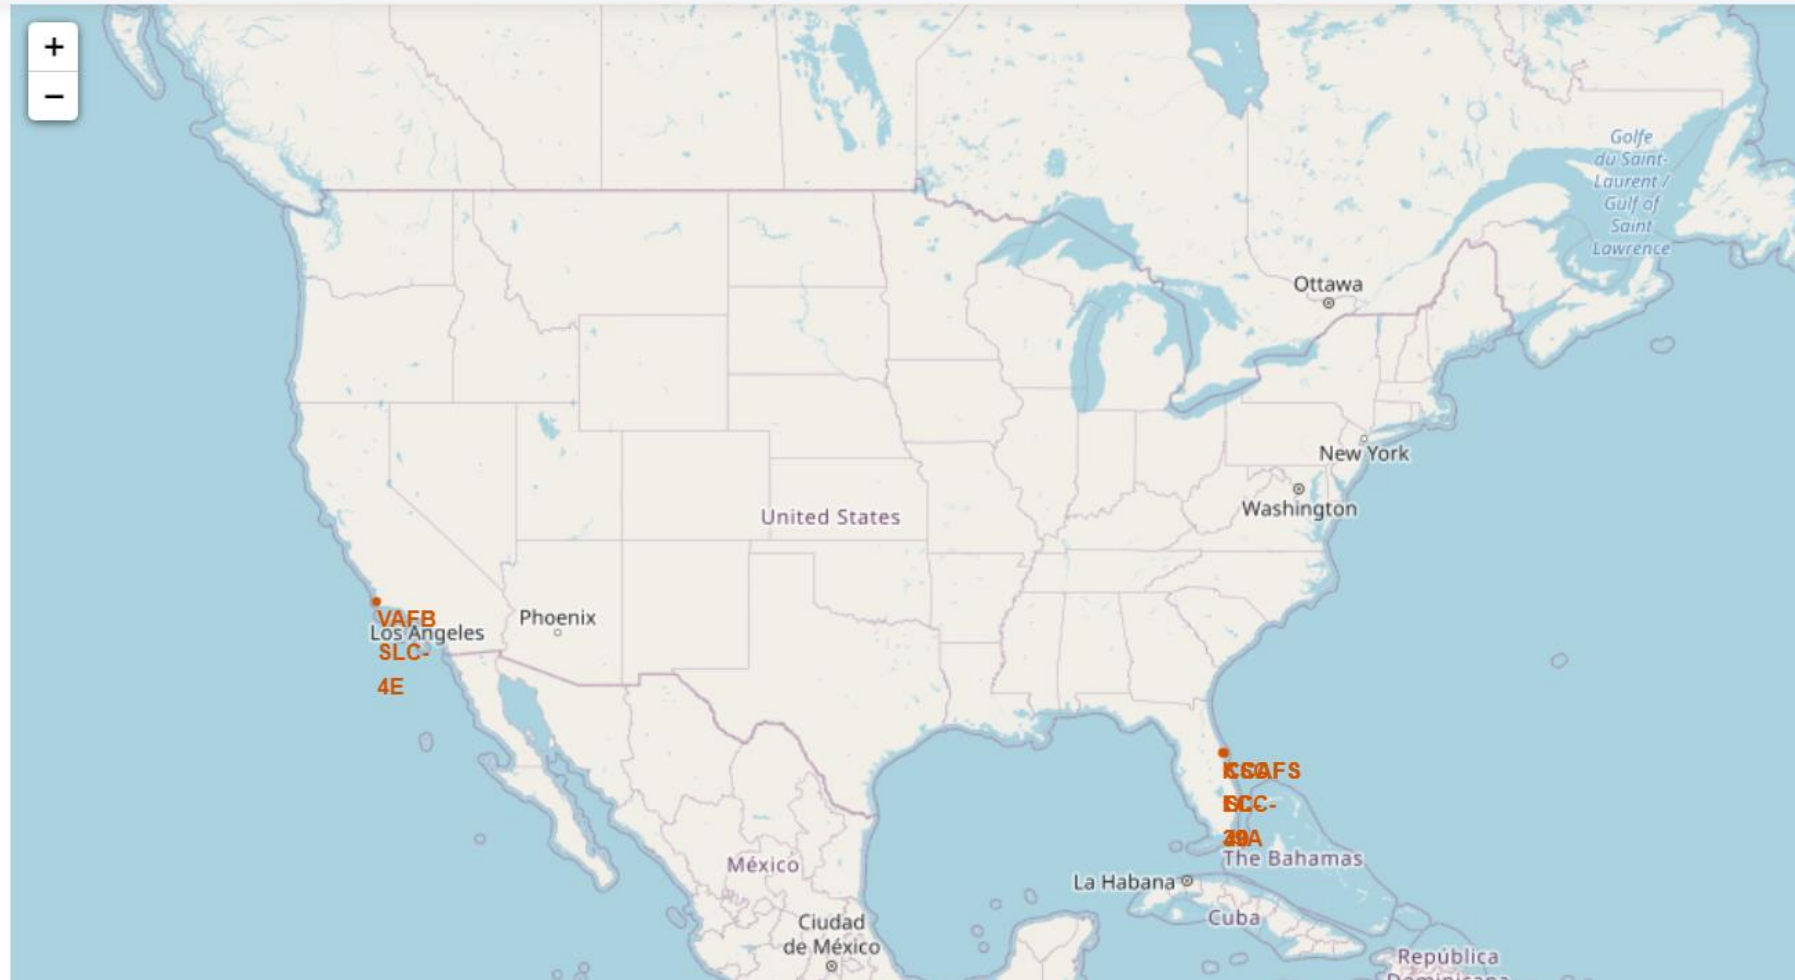 +
−
Golfe
du Saint-
Laurent /
Gulf of
Saint
Lawrence
Ottawa
New York
Washington
United States
VAFB
SLC-
4E
Los Angeles
Phoenix
The Bahamas
La Habana
Cuba
México
Ciudad
de México
República
Dominicana